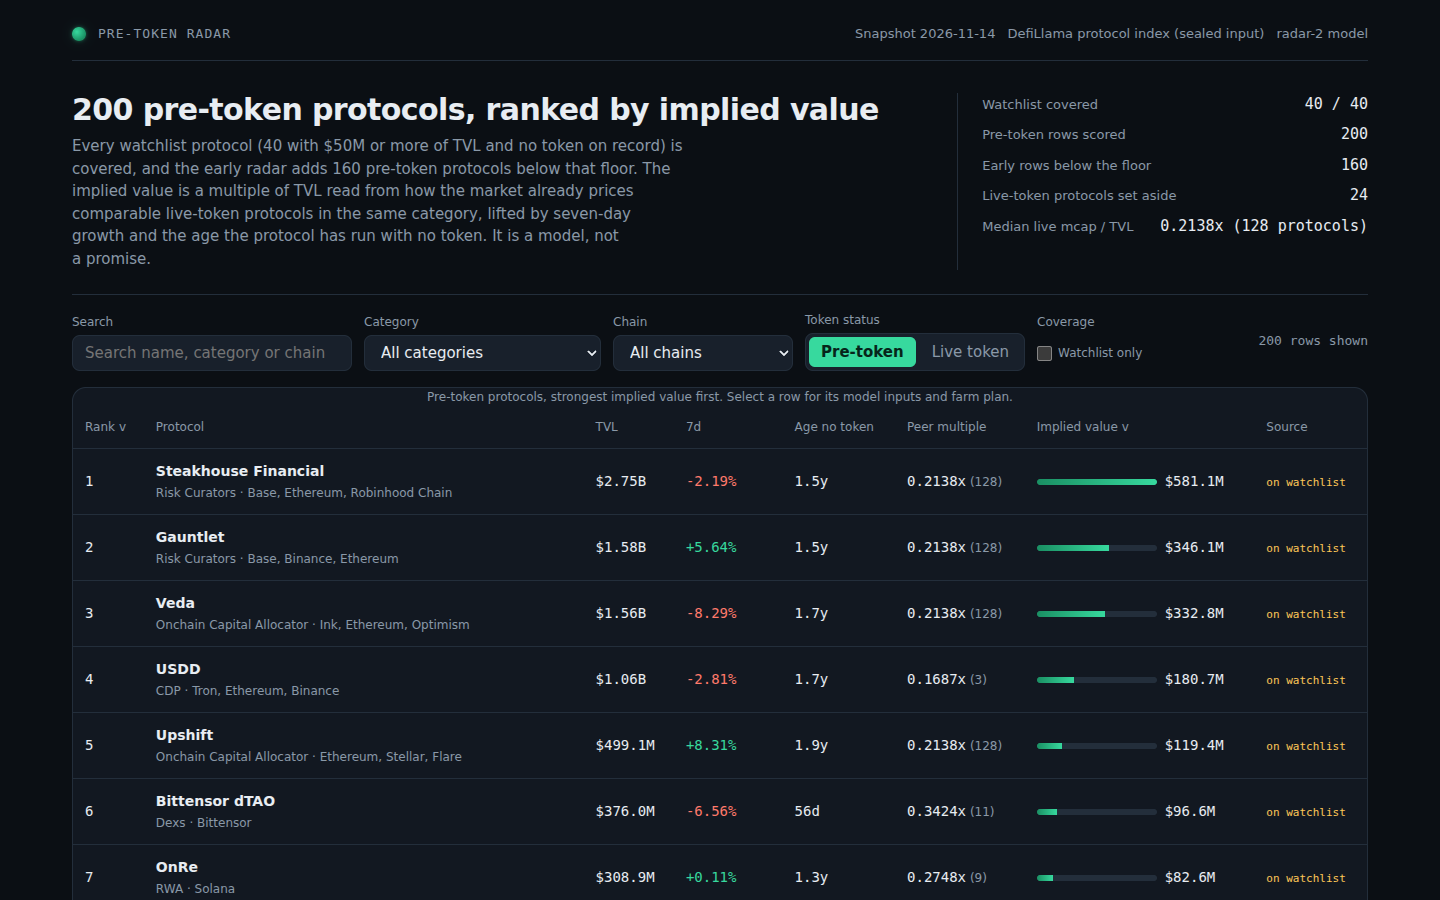 PRE-TOKEN RADAR
Snapshot 2026-11-14 DefiLlama protocol index (sealed input) radar-2 model
200 pre-token protocols, ranked by implied value
Every watchlist protocol (40 with $50M or more of TVL and no token on record) is
covered, and the early radar adds 160 pre-token protocols below that floor. The
implied value is a multiple of TVL read from how the market already prices
comparable live-token protocols in the same category, lifted by seven-day
growth and the age the protocol has run with no token. It is a model, not
a promise.
Watchlist covered 40 / 40
Pre-token rows scored 200
Early rows below the floor 160
Live-token protocols set aside 24
Median live mcap / TVL 0.2138x (128 protocols)
Search Category Chain Token status Coverage
Search name, category or chain All categories All chains Pre-token Live token Watchlist only 200 rows shown
Pre-token protocols, strongest implied value first. Select a row for its model inputs and farm plan.
Rank v Protocol TVL 7d Age no token Peer multiple Implied value v Source
1 Steakhouse Financial $2.75B -2.19% 1.5y 0.2138x (128) $581.1M on watchlist
Risk Curators · Base, Ethereum, Robinhood Chain
2 Gauntlet $1.58B +5.64% 1.5y 0.2138x (128) $346.1M on watchlist
Risk Curators · Base, Binance, Ethereum
3 Veda $1.56B -8.29% 1.7y 0.2138x (128) $332.8M on watchlist
Onchain Capital Allocator · Ink, Ethereum, Optimism
4 USDD $1.06B -2.81% 1.7y 0.1687x (3) $180.7M on watchlist
CDP · Tron, Ethereum, Binance
5 Upshift $499.1M +8.31% 1.9y 0.2138x (128) $119.4M on watchlist
Onchain Capital Allocator · Ethereum, Stellar, Flare
6 Bittensor dTAO $376.0M -6.56% 56d 0.3424x (11) $96.6M on watchlist
Dexs · Bittensor
7 OnRe $308.9M +0.11% 1.3y 0.2748x (9) $82.6M on watchlist
RWA · Solana